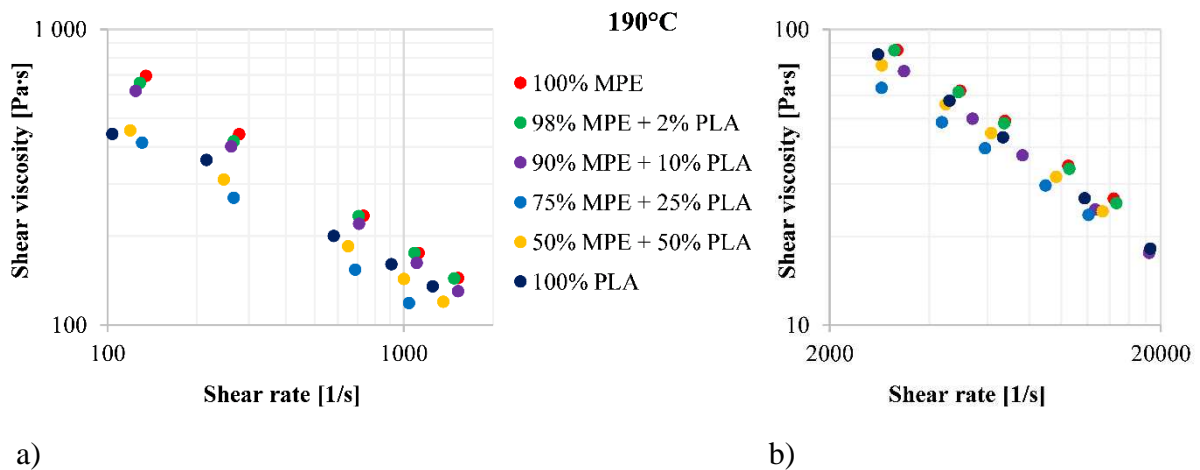 190°C
1 000
100
100
1000
Shear viscosity [Pa·s]
Shear rate [1/s]
100% MPE
98% MPE + 2% PLA
90% MPE + 10% PLA
75% MPE + 25% PLA
50% MPE + 50% PLA
100% PLA
100
10
2000
20000
Shear viscosity [Pa·s]
Shear rate [1/s]
a)
b)